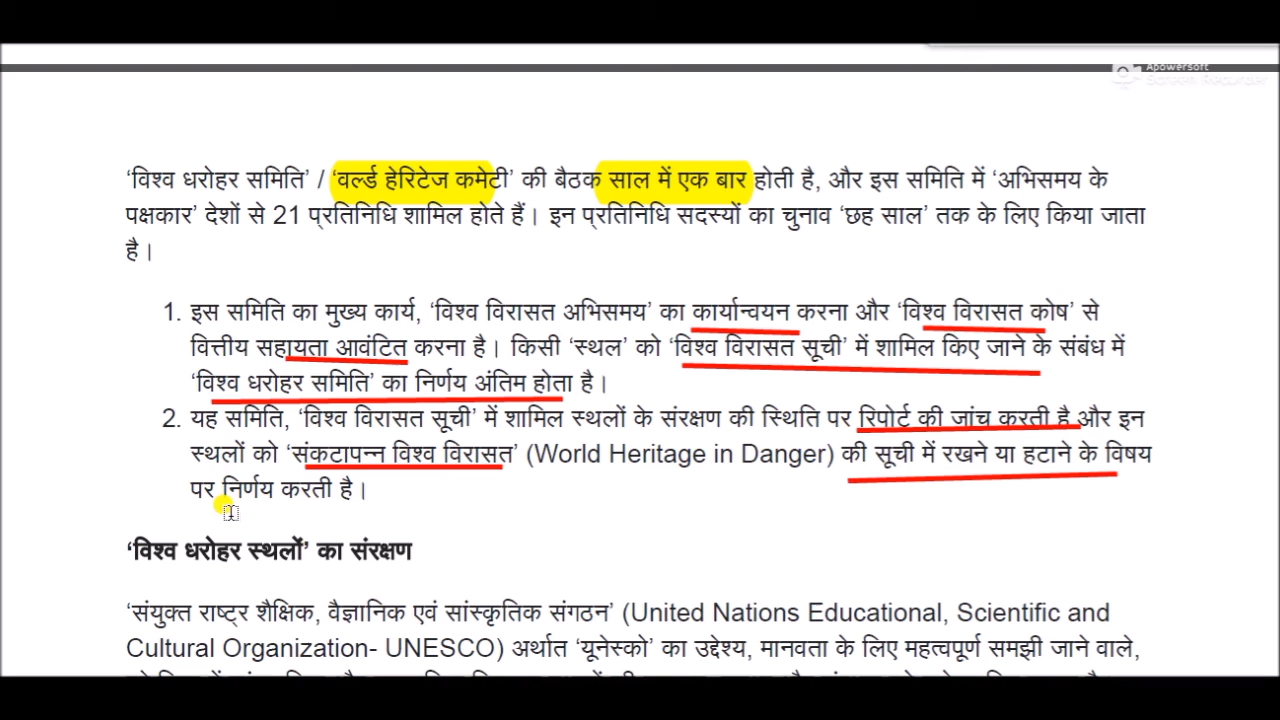 Apowersoft
Screen Recorder
‘विश्व धरोहर समिति’ / ‘वर्ल्ड हेरिटेज कमेटी’ की बैठक साल में एक बार होती है, और इस समिति में ‘अभिसमय के
पक्षकार’ देशों से 21 प्रतिनिधि शामिल होते हैं। इन प्रतिनिधि सदस्यों का चुनाव ‘छह साल’ तक के लिए किया जाता
है।
1. इस समिति का मुख्य कार्य, ‘विश्व विरासत अभिसमय’ का कार्यान्वयन करना और ‘विश्व विरासत कोष’ से
वित्तीय सहायता आवंटित करना है। किसी ‘स्थल’ को ‘विश्व विरासत सूची’ में शामिल किए जाने के संबंध में
‘विश्व धरोहर समिति’ का निर्णय अंतिम होता है।
2. यह समिति, ‘विश्व विरासत सूची’ में शामिल स्थलों के संरक्षण की स्थिति पर रिपोर्ट की जांच करती है और इन
स्थलों को ‘संकटापन्न विश्व विरासत’ (World Heritage in Danger) की सूची में रखने या हटाने के विषय
पर निर्णय करती है।
‘विश्व धरोहर स्थलों’ का संरक्षण
‘संयुक्त राष्ट्र शैक्षिक, वैज्ञानिक एवं सांस्कृतिक संगठन’ (United Nations Educational, Scientific and
Cultural Organization- UNESCO) अर्थात ‘यूनेस्को’ का उद्देश्य, मानवता के लिए महत्वपूर्ण समझी जाने वाले,